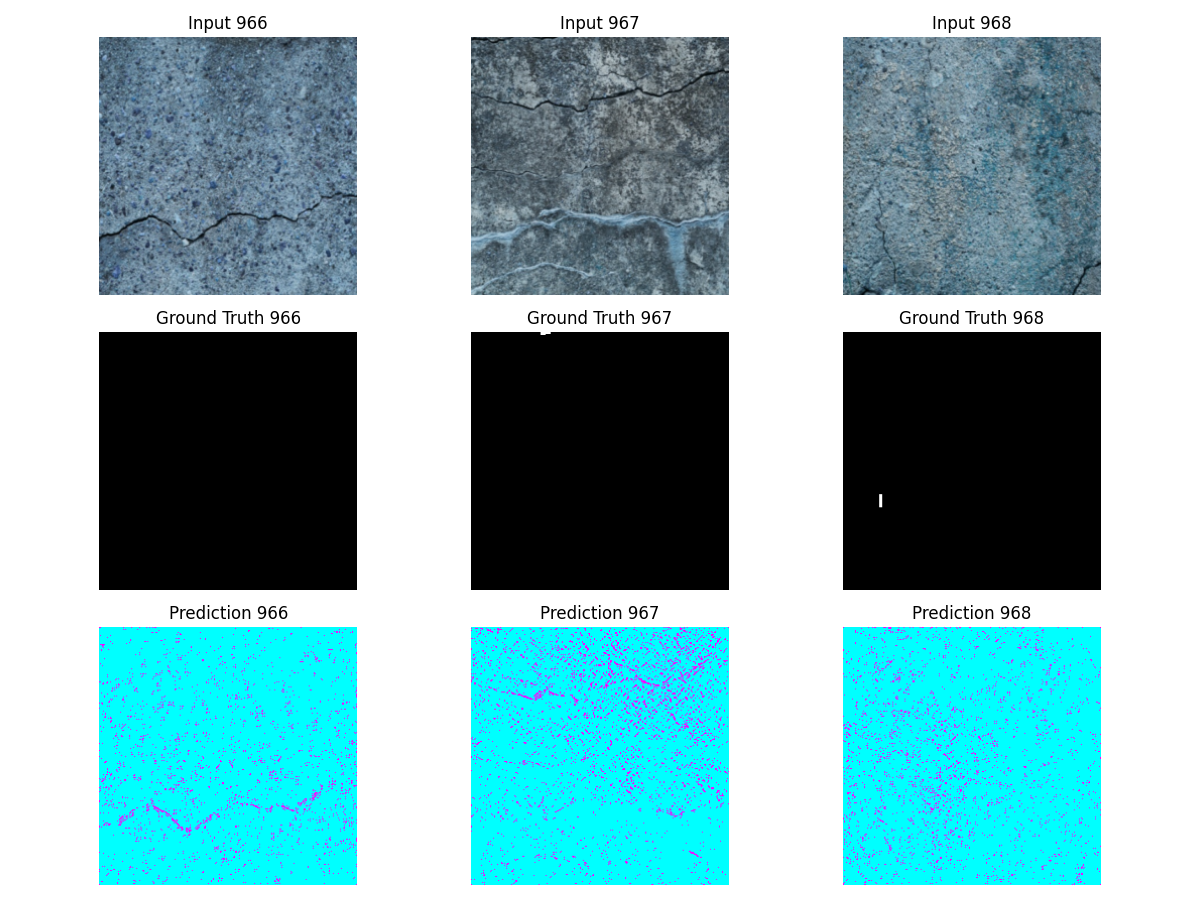 Input 966
Input 967
Input 968
Ground Truth 966
Ground Truth 967
Ground Truth 968
Prediction 966
Prediction 967
Prediction 968